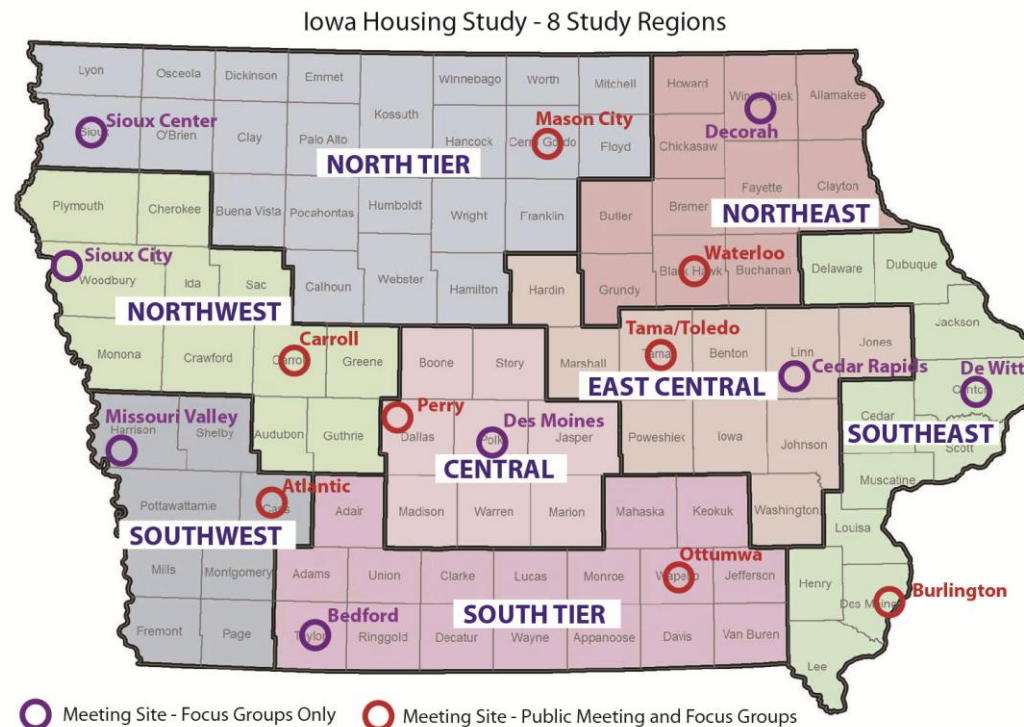 Iowa Housing Study - 8 Study Regions
Lyon
Osceola
Dickinson
Emmet
Winnebago
Worth
Mitchell
Howard
Allamakee
Kossuth
Sioux Center
Mason City
Decorah
O'Brien
Clay
Palo Alto
Hancock
Cerro Gordo
Floyd
Chickasaw
NORTH TIER
Plymouth
Cherokee
Buena Vista
Pocahontas
Humboldt
Wright
Franklin
Butler
Bremer
Fayette
Clayton
NORTHEAST
Sioux City
Woodbury
Ida
Sac
Calhoun
Webster
Hamilton
Hardin
Grundy
Waterloo
Black Hawk
Buchanan
Delaware
Dubuque
NORTHWEST
Jackson
Monona
Crawford
Carroll
Greene
Boone
Story
Marshall
Tama/Toledo
Tama
Benton
Linn
Jones
Cedar Rapids
De Witt
Clinton
EAST CENTRAL
Missouri Valley
Harrison
Shelby
Audubon
Guthrie
Perry
Dallas
Des Moines
Polk
Jasper
Poweshiek
Iowa
Johnson
Cedar
SOUTHEAST
Scott
CENTRAL
Muscatine
Pottawattamie
Atlantic
Cass
Adair
Madison
Warren
Marion
Mahaska
Keokuk
Washington
Louisa
SOUTHWEST
Mills
Montgomery
Adams
Union
Clarke
Lucas
Monroe
Ottumwa
Wapello
Jefferson
Henry
Burlington
Des Moines
SOUTH TIER
Fremont
Page
Bedford
Taylor
Ringgold
Decatur
Wayne
Appanoose
Davis
Van Buren
Lee
Meeting Site - Focus Groups Only
Meeting Site - Public Meeting and Focus Groups